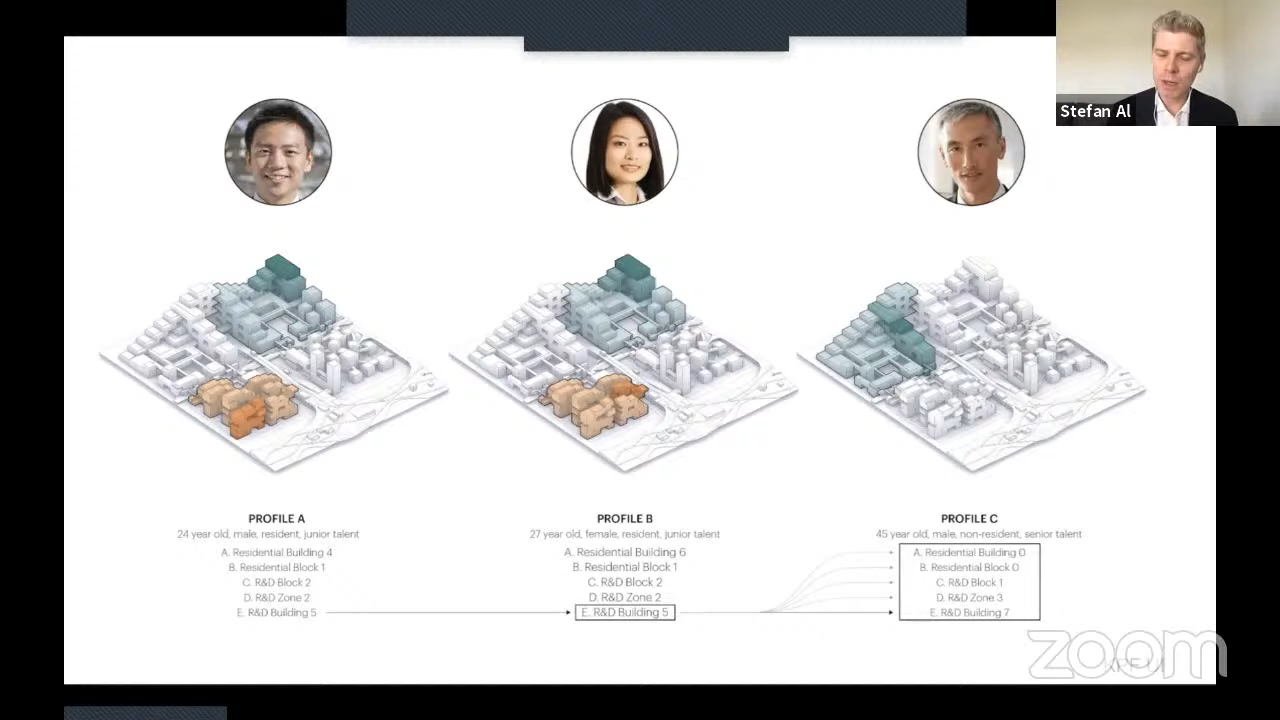 Stefan Al
PROFILE A
24 year old, male, resident, junior talent
A. Residential Building 4
B. Residential Block 1
C. R&D Block 2
D. R&D Zone 2
E. R&D Building 5
PROFILE B
27 year old, female, resident, junior talent
A. Residential Building 6
B. Residential Block 1
C. R&D Block 2
D. R&D Zone 2
E. R&D Building 5
PROFILE C
45 year old, male, non-resident, senior talent
A. Residential Building 0
B. Residential Block 0
C. R&D Block 1
D. R&D Zone 3
E. R&D Building 7
zoom